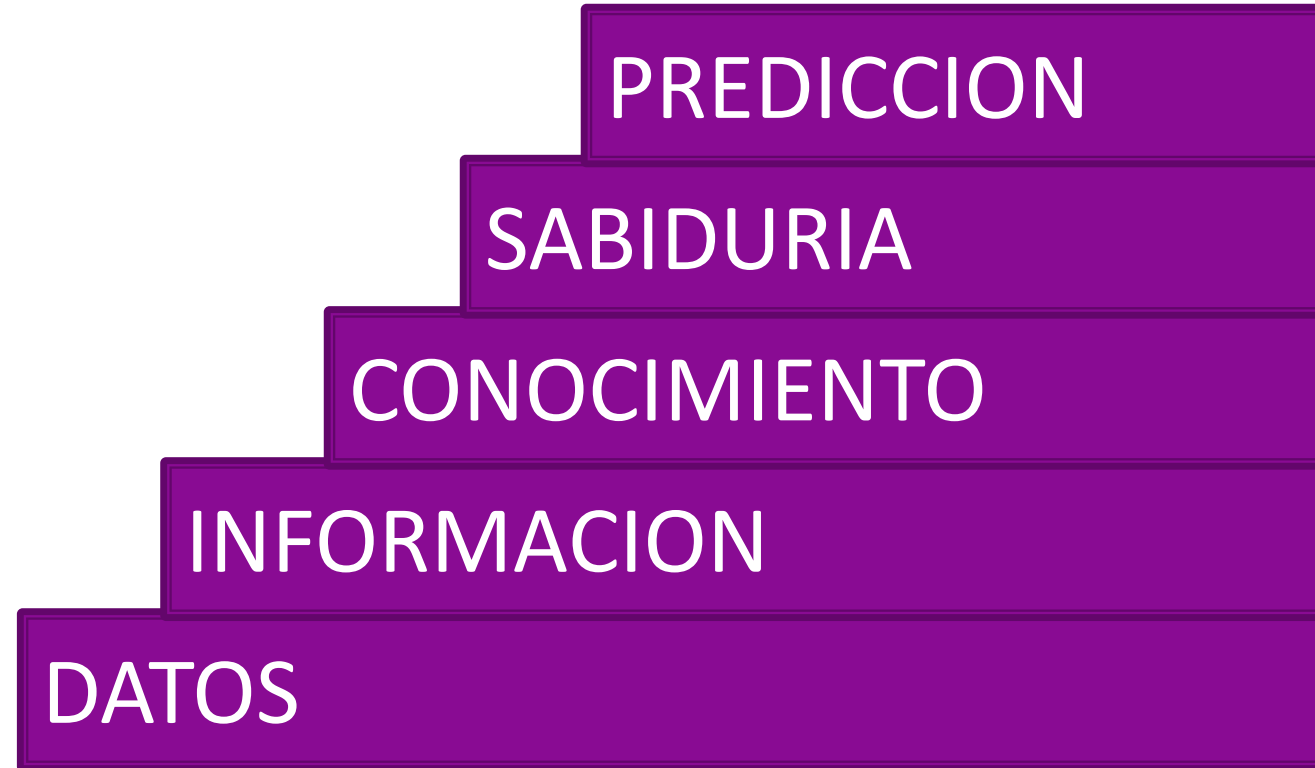 PREDICCION
SABIDURIA
CONOCIMIENTO
INFORMACION
DATOS